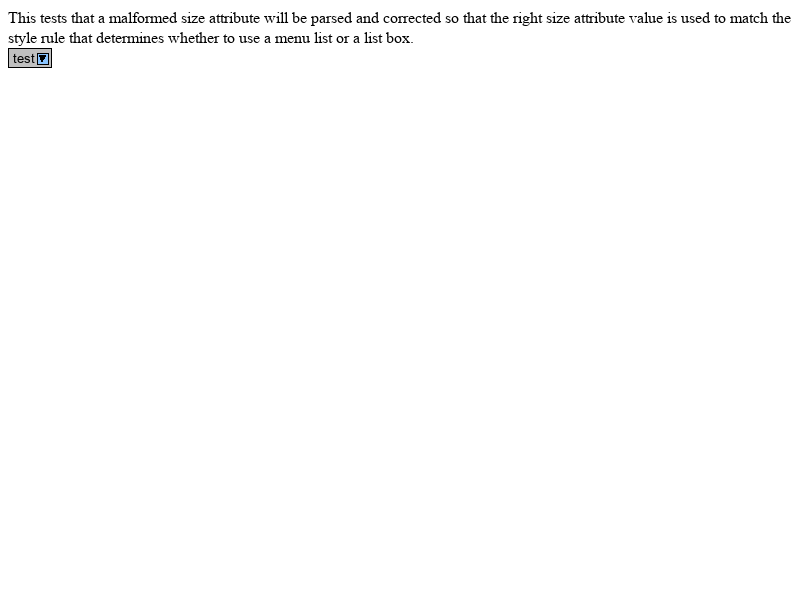 This tests that a malformed size attribute will be parsed and corrected so that the right size attribute value is used to match the
style rule that determines whether to use a menu list or a list box.
test